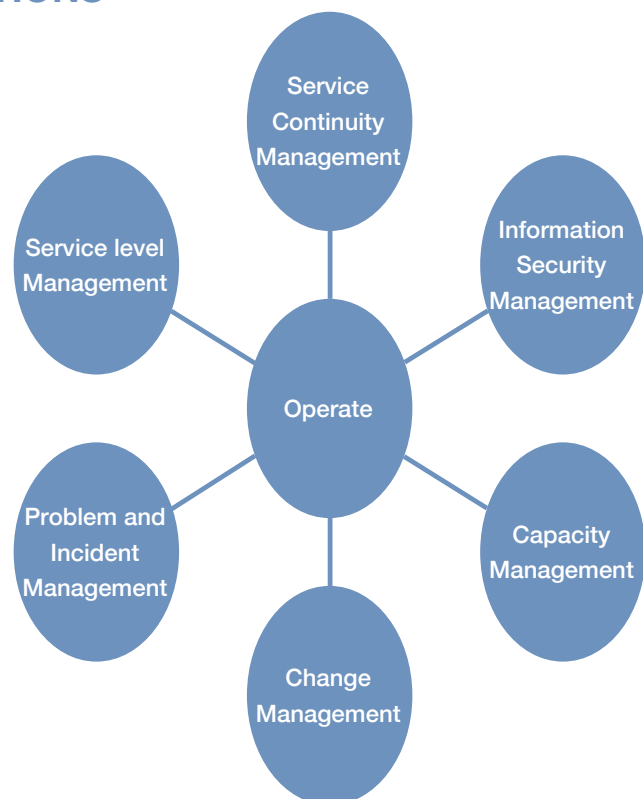 Service
Continuity
Management
Service level
Management
Information
Security
Management
Operate
Problem and
Incident
Management
Capacity
Management
Change
Management